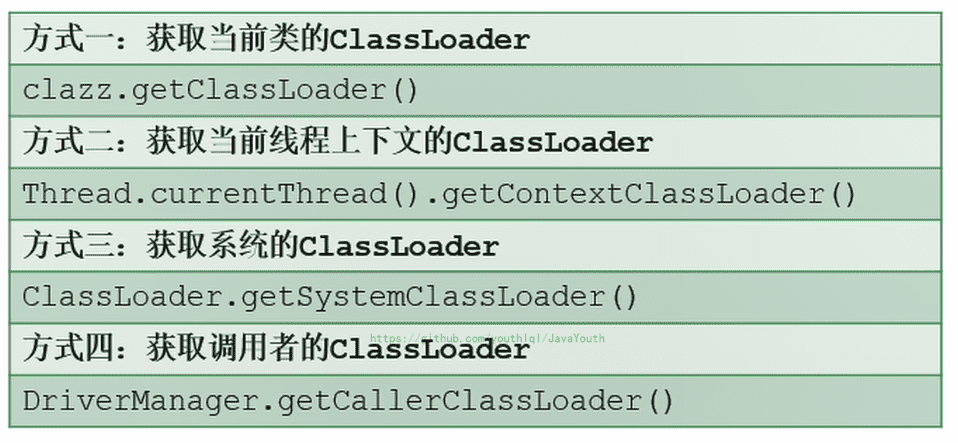 方式一：获取当前类的ClassLoader
clazz.getClassLoader()
方式二：获取当前线程上下文的ClassLoader
Thread.currentThread().getContextClassLoader()
方式三：获取系统的ClassLoader
ClassLoader.getSystemClassLoader()
https://github.com/youthlql/JavaYouth
方式四：获取调用者的ClassLoader
DriverManager.getCallerClassLoader()